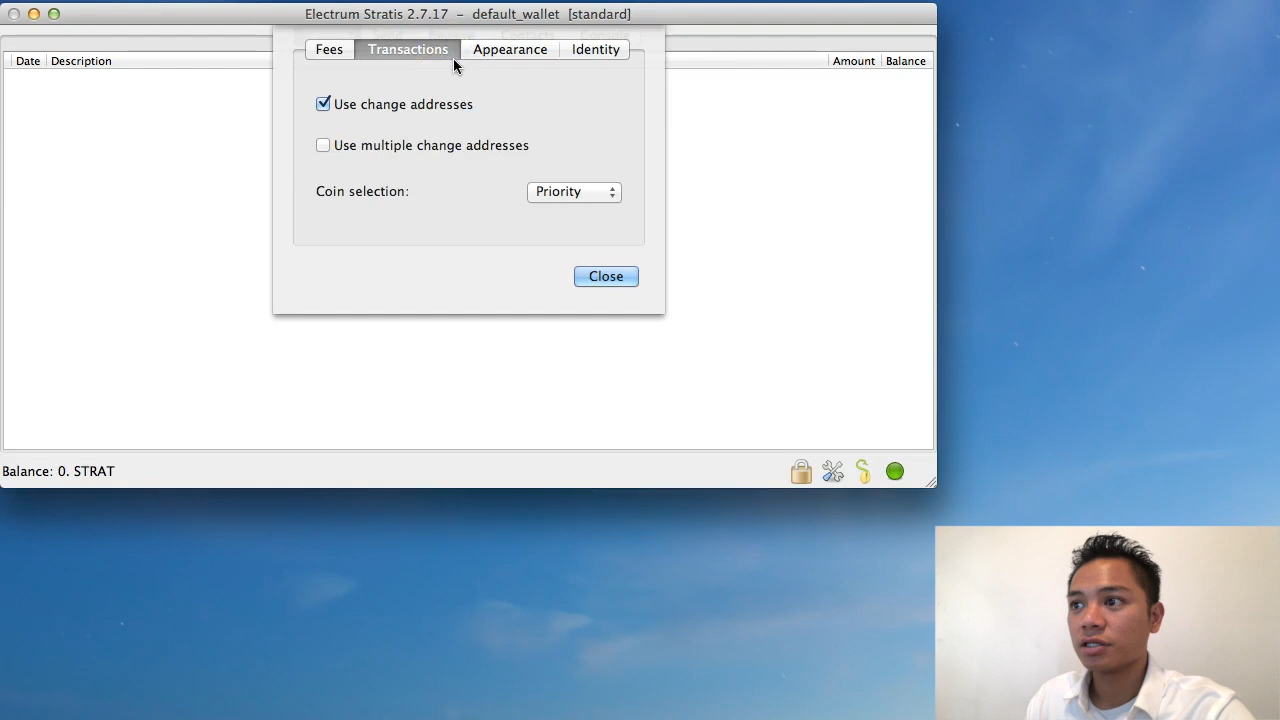 Electrum Stratis 2.7.17 - default_wallet [standard]
Fees Transactions Appearance Identity
Date Description Amount Balance
Use change addresses
Use multiple change addresses
Coin selection: Priority
Close
Balance: 0. STRAT